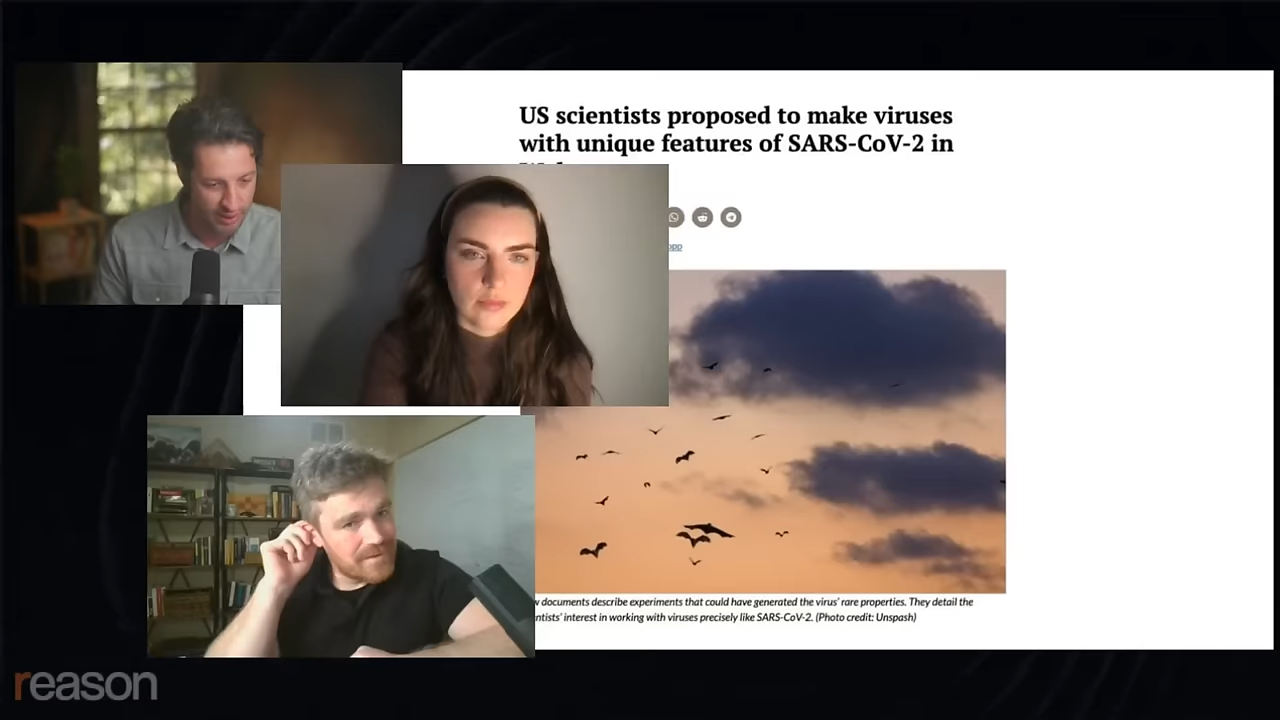 US scientists proposed to make viruses
with unique features of SARS-CoV-2 in
documents describe experiments that could have generated the virus' rare properties. They detail the
interest in working with viruses precisely like SARS-CoV-2. (Photo credit: Unspash)
reason